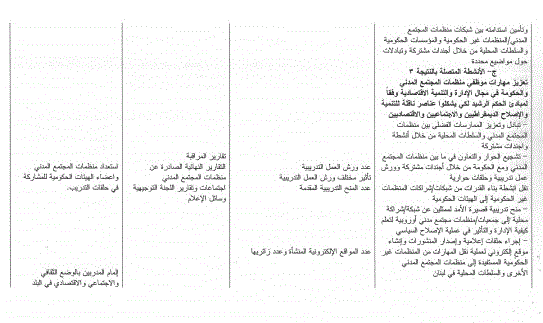 وتأمين استدامته بين شبكات منظمات المجتمع
المدني/المنظمات غير الحكومية والمؤسسات الحكومية
والسلطات المحلية من خلال أجندات مشتركة وتبادلات
حول مواضيع محددة
ج- الأنشطة المتصلة بالنتيجة ٣
تعزيز مهارات موظفي منظمات المجتمع المدني
والحكومة في مجال الإدارة والتنمية الاقتصادية وفقاً
لمبادئ الحكم الرشيد لكي يشكلوا عناصر ناقلة للتنمية
والإصلاح الديمقراطيين والاجتماعيين والاقتصاديين
- تبادل وتعزيز الممارسات الفضلى بين منظمات
المجتمع المدني والسلطات المحلية من خلال أنشطة
واجندات مشتركة
- تشجيع الحوار والتعاون في ما بين منظمات المجتمع
المدني ومع الحكومة من خلال أجندات مشتركة وورش
عمل تدريبية وحلقات حوارية
نقل انشطة بناء القدرات من شبكات/شراكات المنظمات
غير الحكومية إلى الهيئات الحكومية
- منح تدريبية قصيرة الأمد لممثلين عن شبكة/شراكة
محلية إلى جمعيات/منظمات مجتمع مدني أوروبية لتعلم
كيفية الإدارة والتأثير في عملية الإصلاح السياسي
- إجراء حلقات إعلامية وإصدار المنشورات وإنشاء
موقع إلكتروني لعملية نقل المهارات من المنظمات غير
الحكومية المستفيدة إلى منظمات المجتمع المدني
الأخرى والسلطات المحلية في لبنان
عدد ورش العمل التدريبية
تأثير مختلف ورش العمل التدريبية
عدد المنح التدريبية المقدمة
عدد المواقع الإلكترونية المنشأة وعدد زائريها
تقارير المراقبة
التقارير النهائية الصادرة عن
منظمات المجتمع المدني
اجتماعات وتقارير اللجنة التوجيهية
وسائل الإعلام
استعداد منظمات المجتمع المدني
واعضاء الهيئات الحكومية للمشاركة
في حلقات التدريب.
إلمام المدربين بالوضع الثقافي
والاجتماعي والاقتصادي في البلد